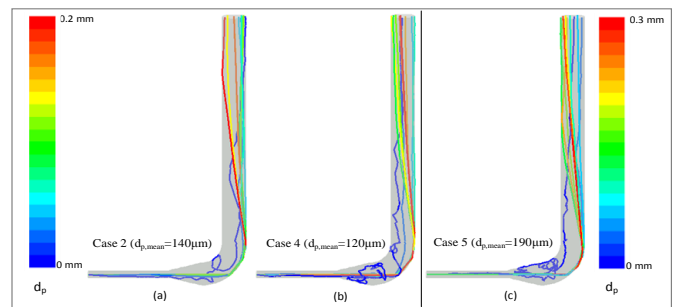 0.2 mm
0.3 mm
Case 2 (dp,mean=140μm)
Case 4 (dp,mean=120μm)
Case 5 (dp,mean=190μm)
0 mm
0 mm
dp
(a)
(b)
(c)
dp